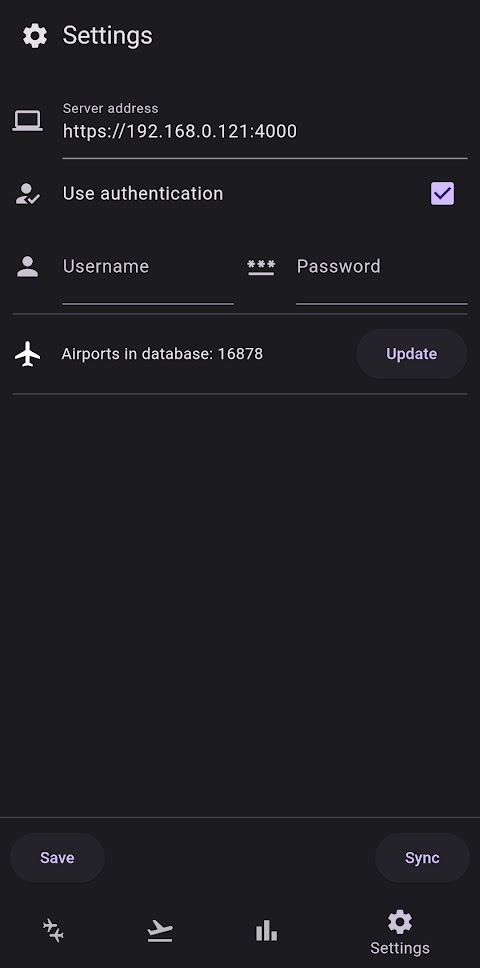 Settings
Server address
https://192.168.0.121:4000
Use authentication
Username
Password
Airports in database: 16878
Update
Save
Sync
Settings